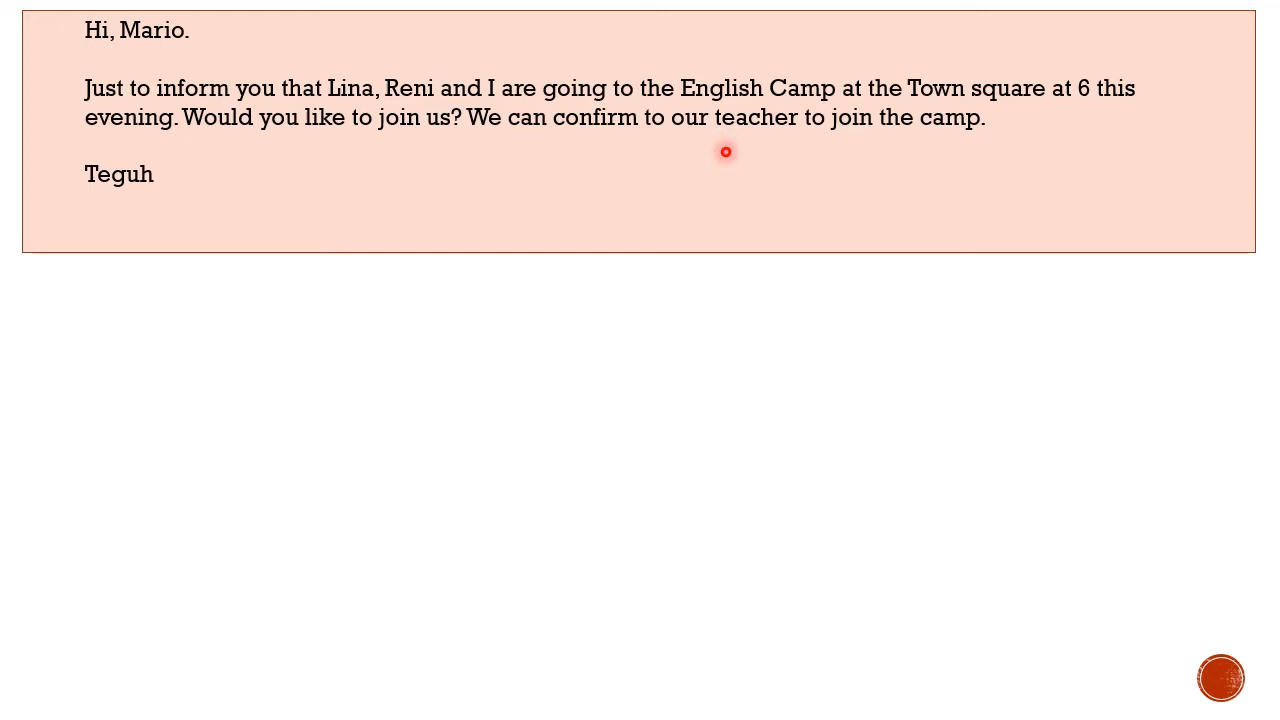 Hi, Mario.
Just to inform you that Lina, Reni and I are going to the English Camp at the Town square at 6 this
evening. Would you like to join us? We can confirm to our teacher to join the camp.
Teguh